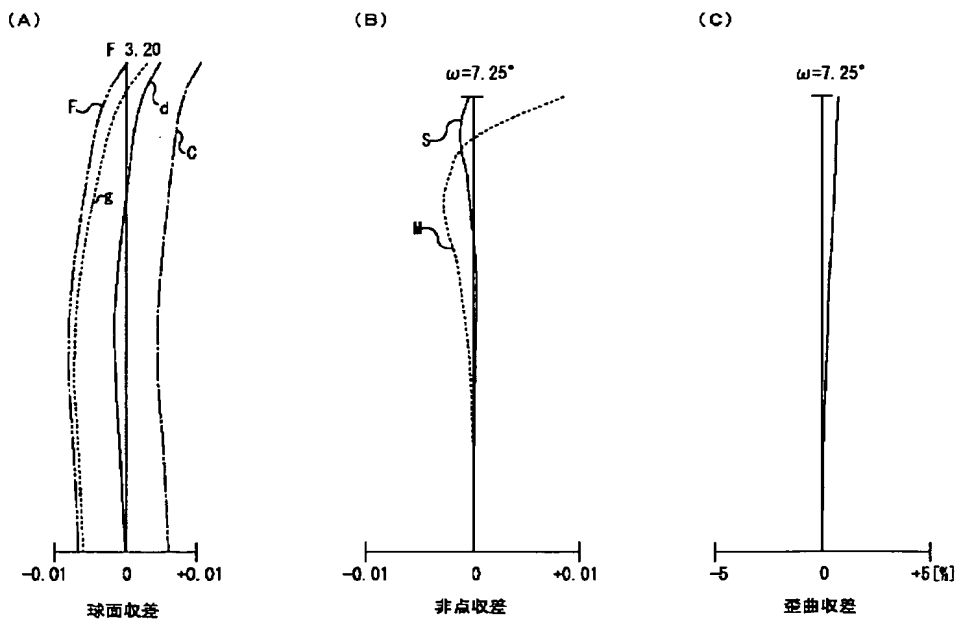 (A)
(B)
(C)
F 3.20
ω=7.25°
ω=7.25°
F
d
C
g
S
M
-0.01
0
+0.01
-0.01
0
+0.01
-5
0
+5[%]
球面収差
非点収差
歪曲収差